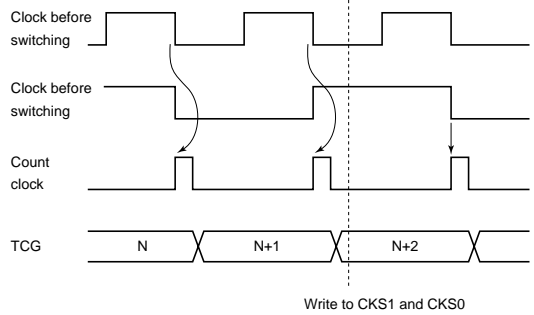 Clock before
switching
Clock before
switching
Count
clock
TCG N N+1 N+2
Write to CKS1 and CKS0